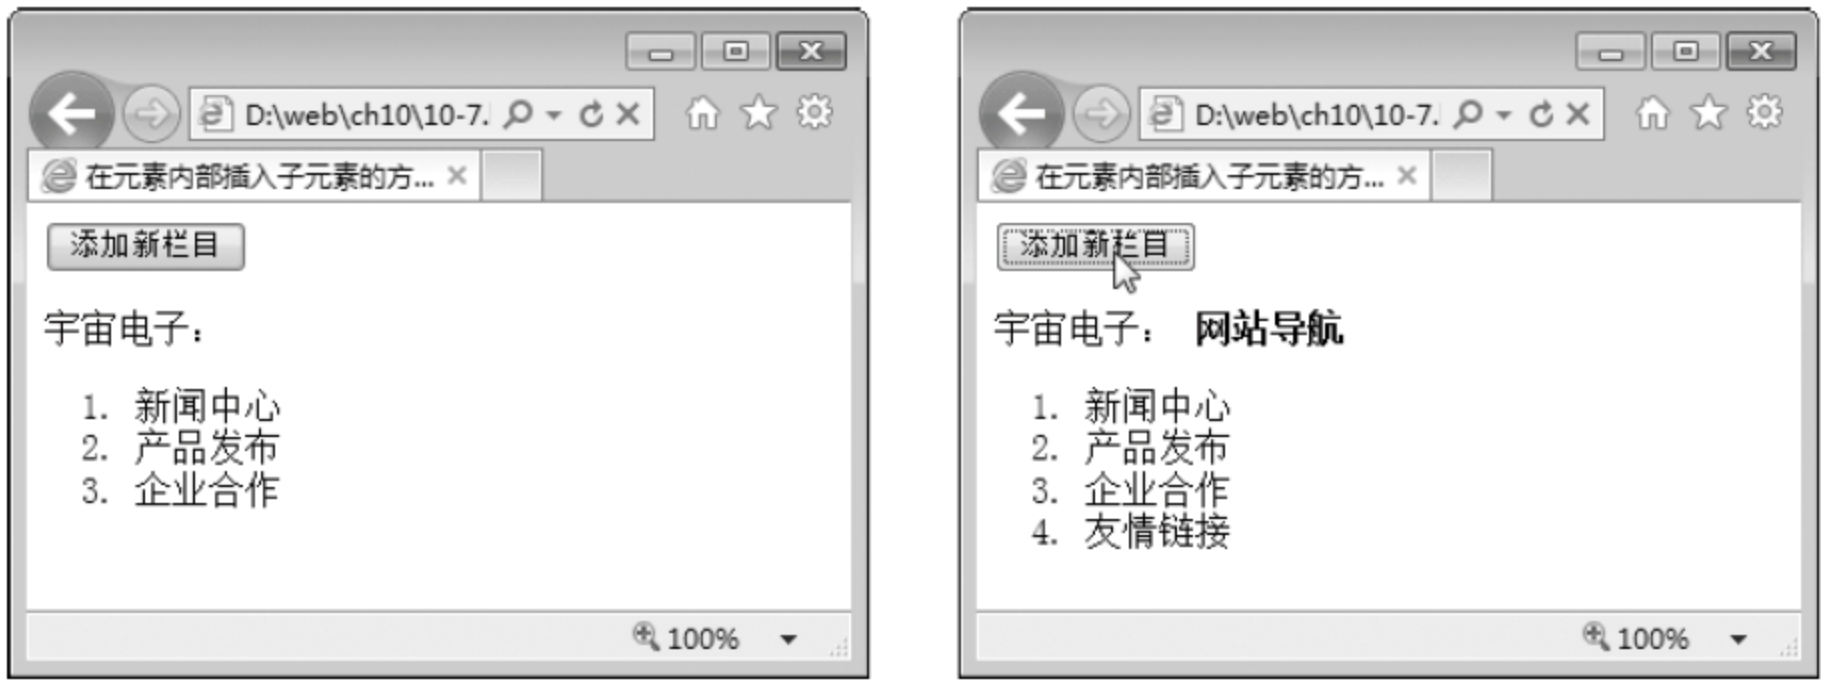 D:\web\ch10\10-7.
在元素内部插入子元素的方...
添加新栏目
宇宙电子：
1. 新闻中心
2. 产品发布
3. 企业合作
100%
D:\web\ch10\10-7.
在元素内部插入子元素的方...
添加新栏目
宇宙电子： 网站导航
1. 新闻中心
2. 产品发布
3. 企业合作
4. 友情链接
100%